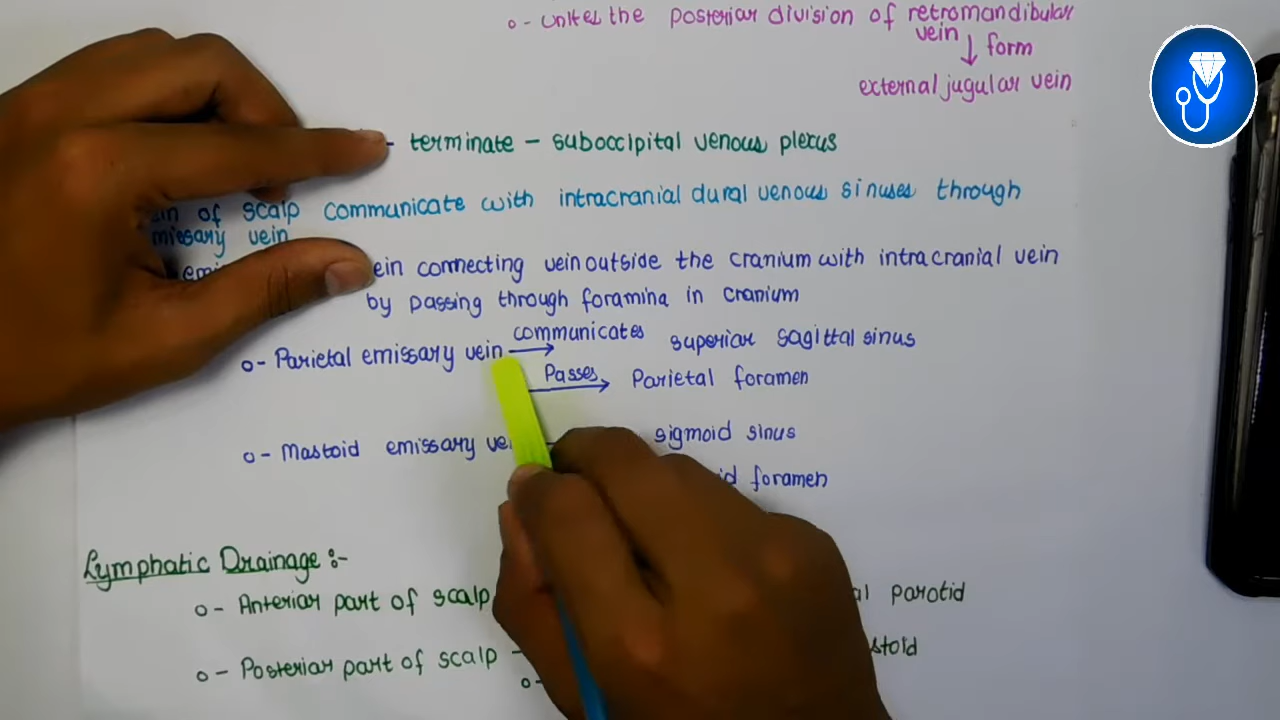 o- unites the posterior division of retromandibular
vein ↓ form
external jugular vein
- terminate - suboccipital venous plexus
of scalp communicate with intracranial dural venous sinuses through
vein
connecting vein outside the cranium with intracranial vein
by passing through foramina in cranium
communicates
o- Parietal emissary vein → superior sagittal sinus
Passes → Parietal foramen
o- Mastoid emissary sigmoid sinus
foramen
Lymphatic Drainage :-
o- Anterior part of scalp parotid
o- Posterior part of scalp -
o-